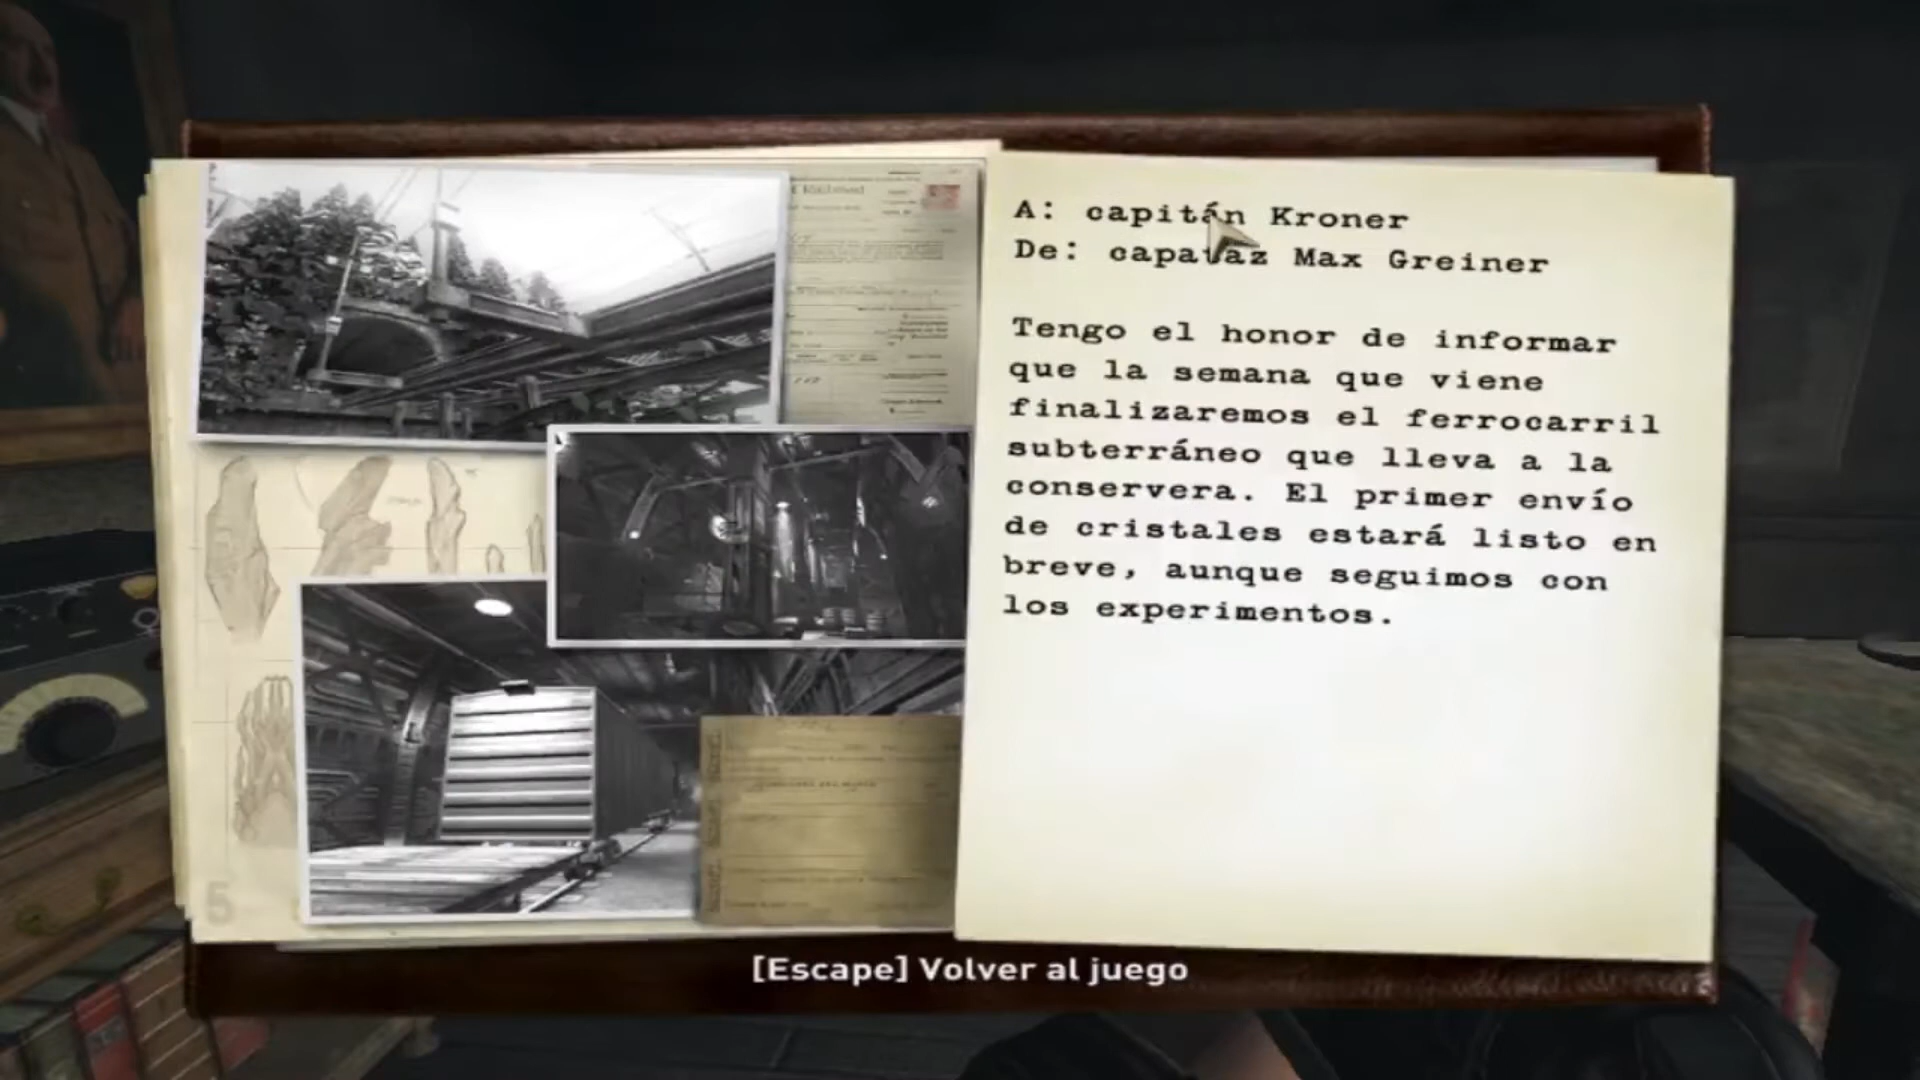 A: capitán Kroner
De: capataz Max Greiner
Tengo el honor de informar
que la semana que viene
finalizaremos el ferrocarril
subterráneo que lleva a la
conservera. El primer envío
de cristales estará listo en
breve, aunque seguimos con
los experimentos.
5
[Escape] Volver al juego